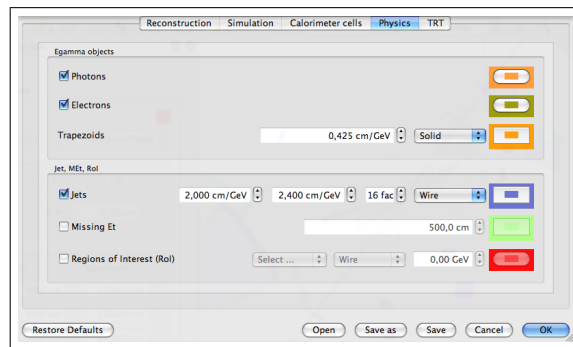 Reconstruction Simulation Calorimeter cells Physics TRT
Egamma objects
Photons
Electrons
Trapezoids 0,425 cm/GeV Solid
Jet, MEt, RoI
Jets 2,000 cm/GeV 2,400 cm/GeV 16 fac Wire
Missing Et 500,0 cm
Regions of Interest (RoI) Select ... Wire 0,00 GeV
Restore Defaults Open Save as Save Cancel OK